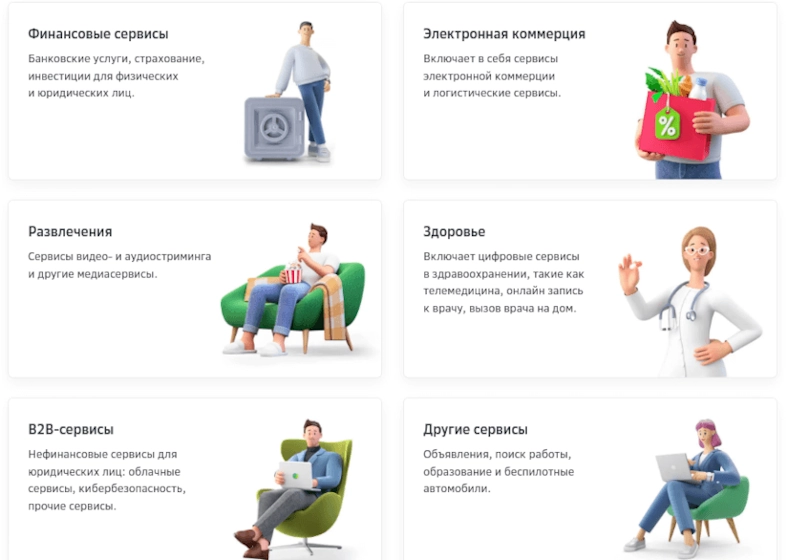 Финансовые сервисы
Банковские услуги, страхование,
инвестиции для физических
и юридических лиц.
Электронная коммерция
Включает в себя сервисы
электронной коммерции
и логистические сервисы.
%
Развлечения
Сервисы видео- и аудиостриминга
и другие медиасервисы.
Здоровье
Включает цифровые сервисы
в здравоохранении, такие как
телемедицина, онлайн запись
к врачу, вызов врача на дом.
B2B-сервисы
Нефинансовые сервисы для
юридических лиц: облачные
сервисы, кибербезопасность,
прочие сервисы.
Другие сервисы
Объявления, поиск работы,
образование и беспилотные
автомобили.